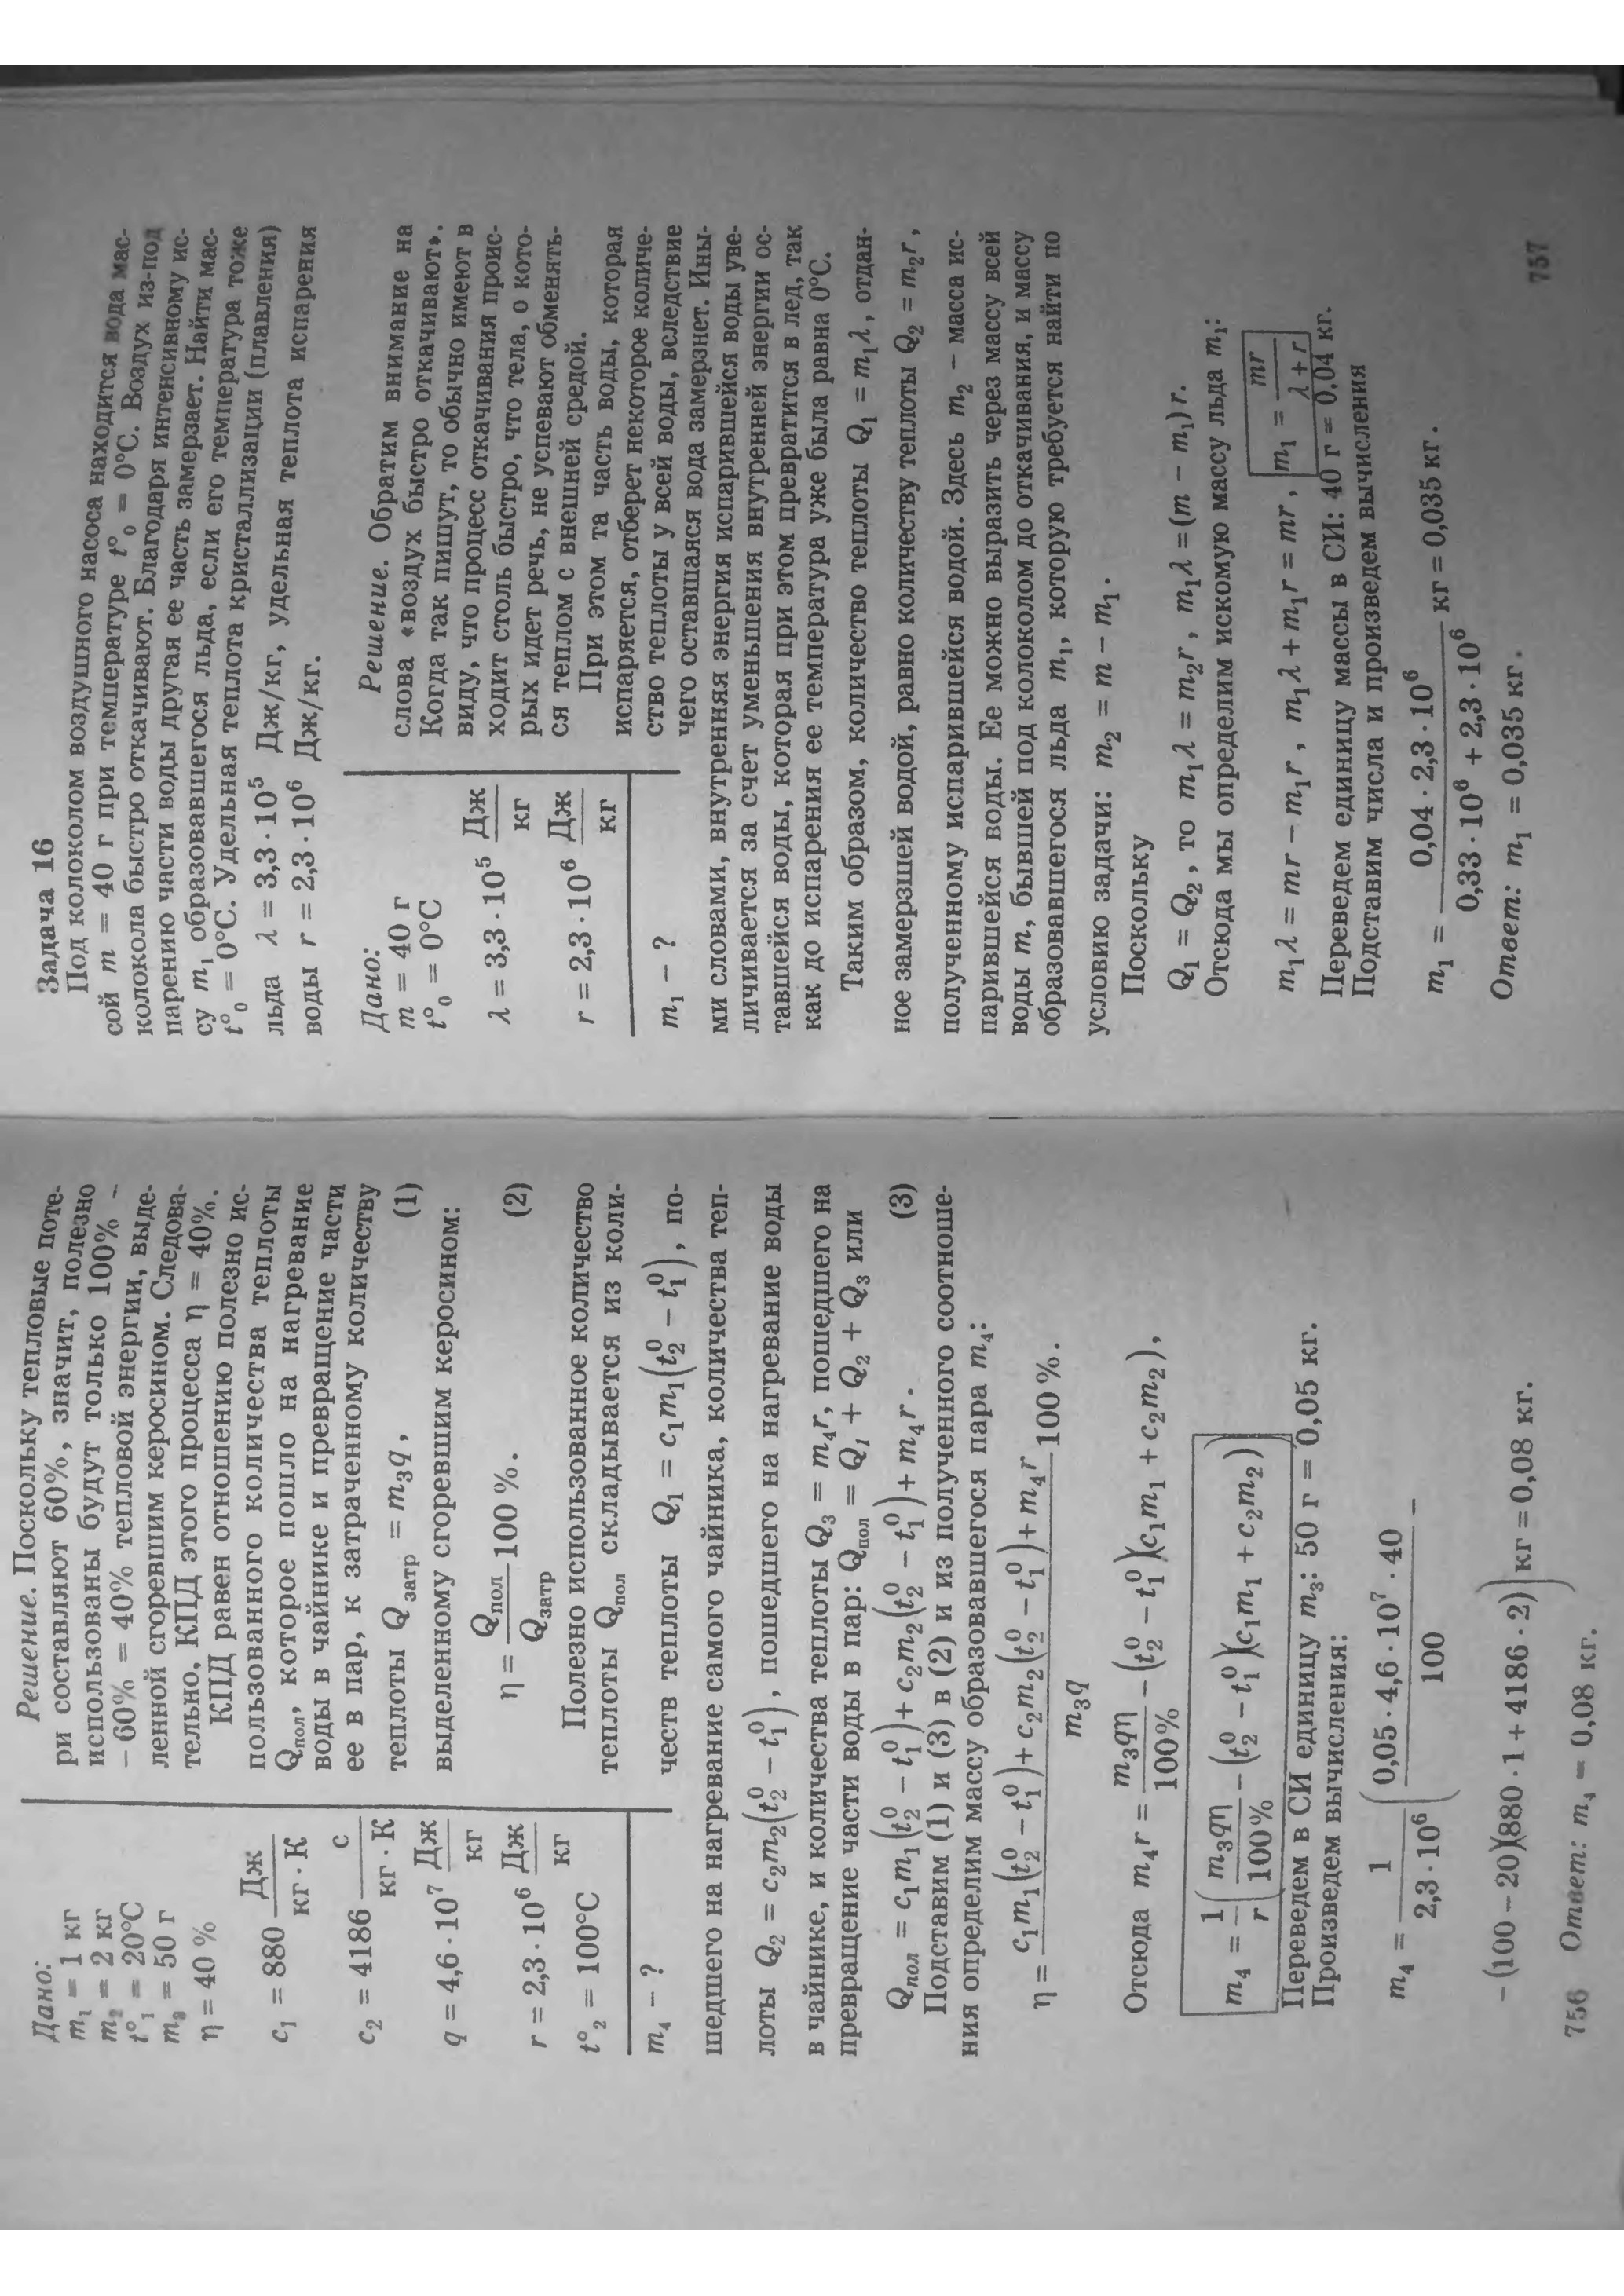 Дано:
m₁ = 1 кг
m₂ = 2 кг
t°₁ = 20°C
m₃ = 50 г
η = 40 %
c₁ = 880 Дж / кг · К
c₂ = 4186 с / кг · К
q = 4,6 · 10⁷ Дж / кг
r = 2,3 · 10⁶ Дж / кг
t°₂ = 100°C
m₄ – ?
Решение. Поскольку тепловые поте-
ри составляют 60%, значит, полезно
использованы будут только 100% –
– 60% = 40% тепловой энергии, выде-
ленной сгоревшим керосином. Следова-
тельно, КПД этого процесса η = 40%.
КПД равен отношению полезно ис-
пользованного количества теплоты
Qпол, которое пошло на нагревание
воды в чайнике и превращение части
ее в пар, к затраченному количеству
теплоты Qзатр = m₃q , (1)
выделенному сгоревшим керосином:
η = Qпол / Qзатр 100 % . (2)
Полезно использованное количество
теплоты Qпол складывается из коли-
честв теплоты Q₁ = c₁m₁(t₂⁰ – t₁⁰), по-
шедшего на нагревание самого чайника, количества теп-
лоты Q₂ = c₂m₂(t₂⁰ – t₁⁰), пошедшего на нагревание воды
в чайнике, и количества теплоты Q₃ = m₄r, пошедшего на
превращение части воды в пар: Qпол = Q₁ + Q₂ + Q₃ или
Qпол = c₁m₁(t₂⁰ – t₁⁰) + c₂m₂(t₂⁰ – t₁⁰) + m₄r . (3)
Подставим (1) и (3) в (2) и из полученного соотноше-
ния определим массу образовавшегося пара m₄:
η = c₁m₁(t₂⁰ – t₁⁰) + c₂m₂(t₂⁰ – t₁⁰) + m₄r / m₃q 100 % .
Отсюда m₄r = m₃qη / 100% – (t₂⁰ – t₁⁰)(c₁m₁ + c₂m₂),
m₄ = 1 / r (m₃qη / 100% – (t₂⁰ – t₁⁰)(c₁m₁ + c₂m₂))
Переведем в СИ единицу m₃: 50 г = 0,05 кг.
Произведем вычисления:
m₄ = 1 / 2,3 · 10⁶ (0,05 · 4,6 · 10⁷ · 40 / 100 –
– (100 – 20)(880 · 1 + 4186 · 2)) кг = 0,08 кг.
756 Ответ: m₄ = 0,08 кг.
Задача 16
Под колоколом воздушного насоса находится вода мас-
сой m = 40 г при температуре t°₀ = 0°C. Воздух из-под
колокола быстро откачивают. Благодаря интенсивному ис-
парению части воды другая ее часть замерзает. Найти мас-
су m₁ образовавшегося льда, если его температура тоже
t°₀ = 0°C. Удельная теплота кристаллизации (плавления)
льда λ = 3,3 · 10⁵ Дж/кг, удельная теплота испарения
воды r = 2,3 · 10⁶ Дж/кг.
Дано:
m = 40 г
t°₀ = 0°C
λ = 3,3 · 10⁵ Дж / кг
r = 2,3 · 10⁶ Дж / кг
m₁ – ?
Решение. Обратим внимание на
слова «воздух быстро откачивают».
Когда так пишут, то обычно имеют в
виду, что процесс откачивания проис-
ходит столь быстро, что тела, о кото-
рых идет речь, не успевают обменять-
ся теплом с внешней средой.
При этом та часть воды, которая
испаряется, отберет некоторое количе-
ство теплоты у всей воды, вследствие
чего оставшаяся вода замерзнет. Ины-
ми словами, внутренняя энергия испарившейся воды уве-
личивается за счет уменьшения внутренней энергии ос-
тавшейся воды, которая при этом превратится в лед, так
как до испарения ее температура уже была равна 0°C.
Таким образом, количество теплоты Q₁ = m₁λ , отдан-
ное замерзшей водой, равно количеству теплоты Q₂ = m₂r ,
полученному испарившейся водой. Здесь m₂ – масса ис-
парившейся воды. Ее можно выразить через массу всей
воды m, бывшей под колоколом до откачивания, и массу
образовавшегося льда m₁, которую требуется найти по
условию задачи: m₂ = m – m₁ .
Поскольку
Q₁ = Q₂ , то m₁λ = m₂r , m₁λ = (m – m₁) r.
Отсюда мы определим искомую массу льда m₁:
m₁λ = mr – m₁r , m₁λ + m₁r = mr , m₁ = mr / λ + r
Переведем единицу массы в СИ: 40 г = 0,04 кг.
Подставим числа и произведем вычисления
m₁ = 0,04 · 2,3 · 10⁶ / 0,33 · 10⁶ + 2,3 · 10⁶ кг = 0,035 кг .
Ответ: m₁ = 0,035 кг .
757